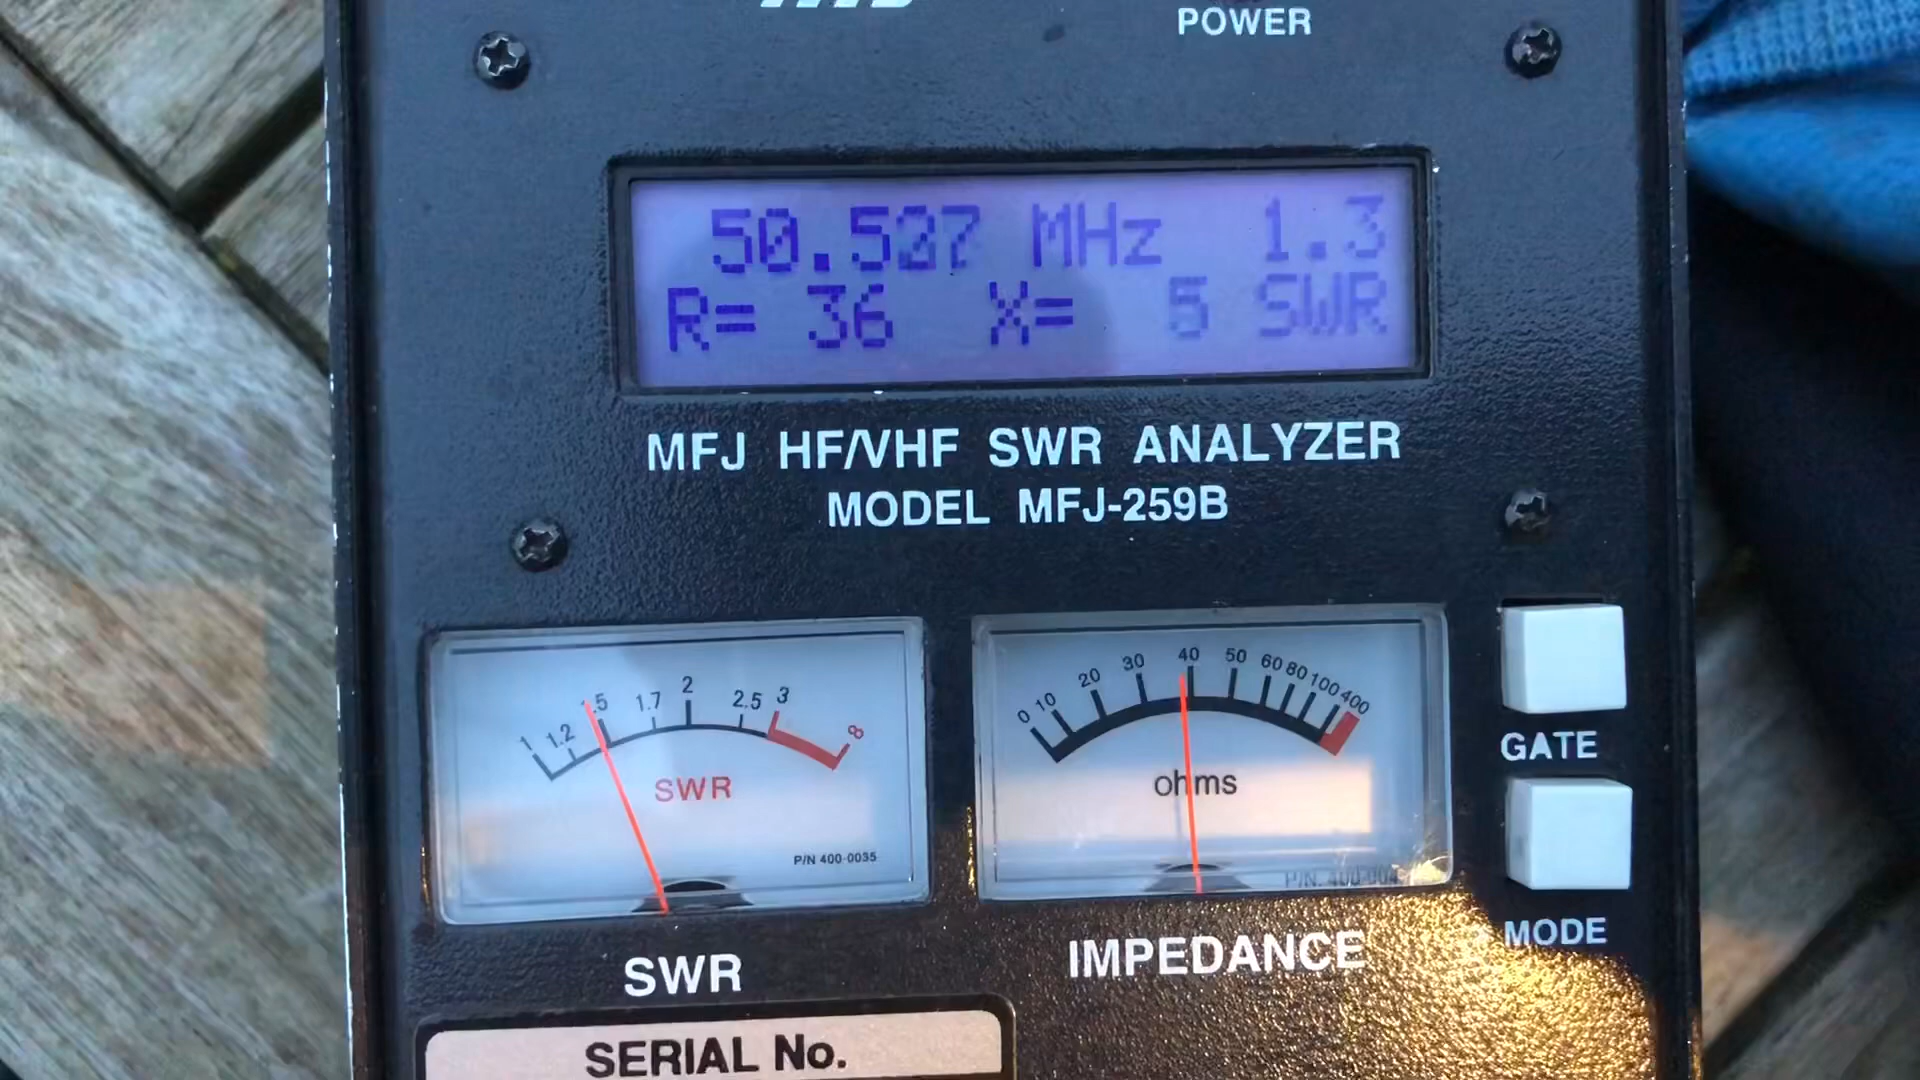 POWER
50.527 MHz 1.3
R= 36 X= 5 SWR
MFJ HF/VHF SWR ANALYZER
MODEL MFJ-259B
1 1.2 1.5 1.7 2 2.5 3 8
SWR
P/N 400-0035
0 10 20 30 40 50 60 80 100 400
ohms
GATE
MODE
SWR
IMPEDANCE
SERIAL No.